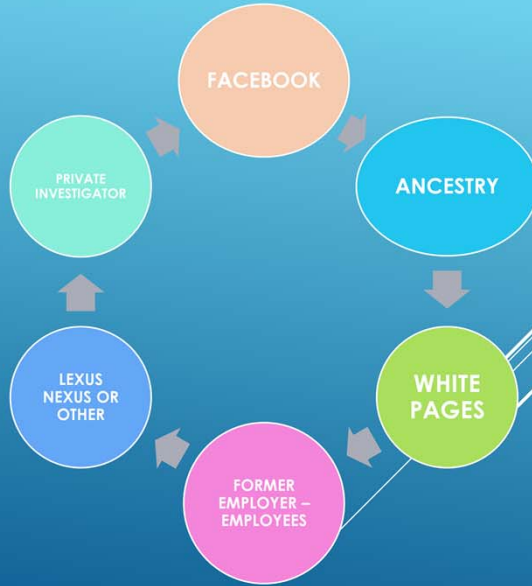 FACEBOOK
ANCESTRY
WHITE
PAGES
FORMER
EMPLOYER –
EMPLOYEES
LEXUS
NEXUS OR
OTHER
PRIVATE
INVESTIGATOR